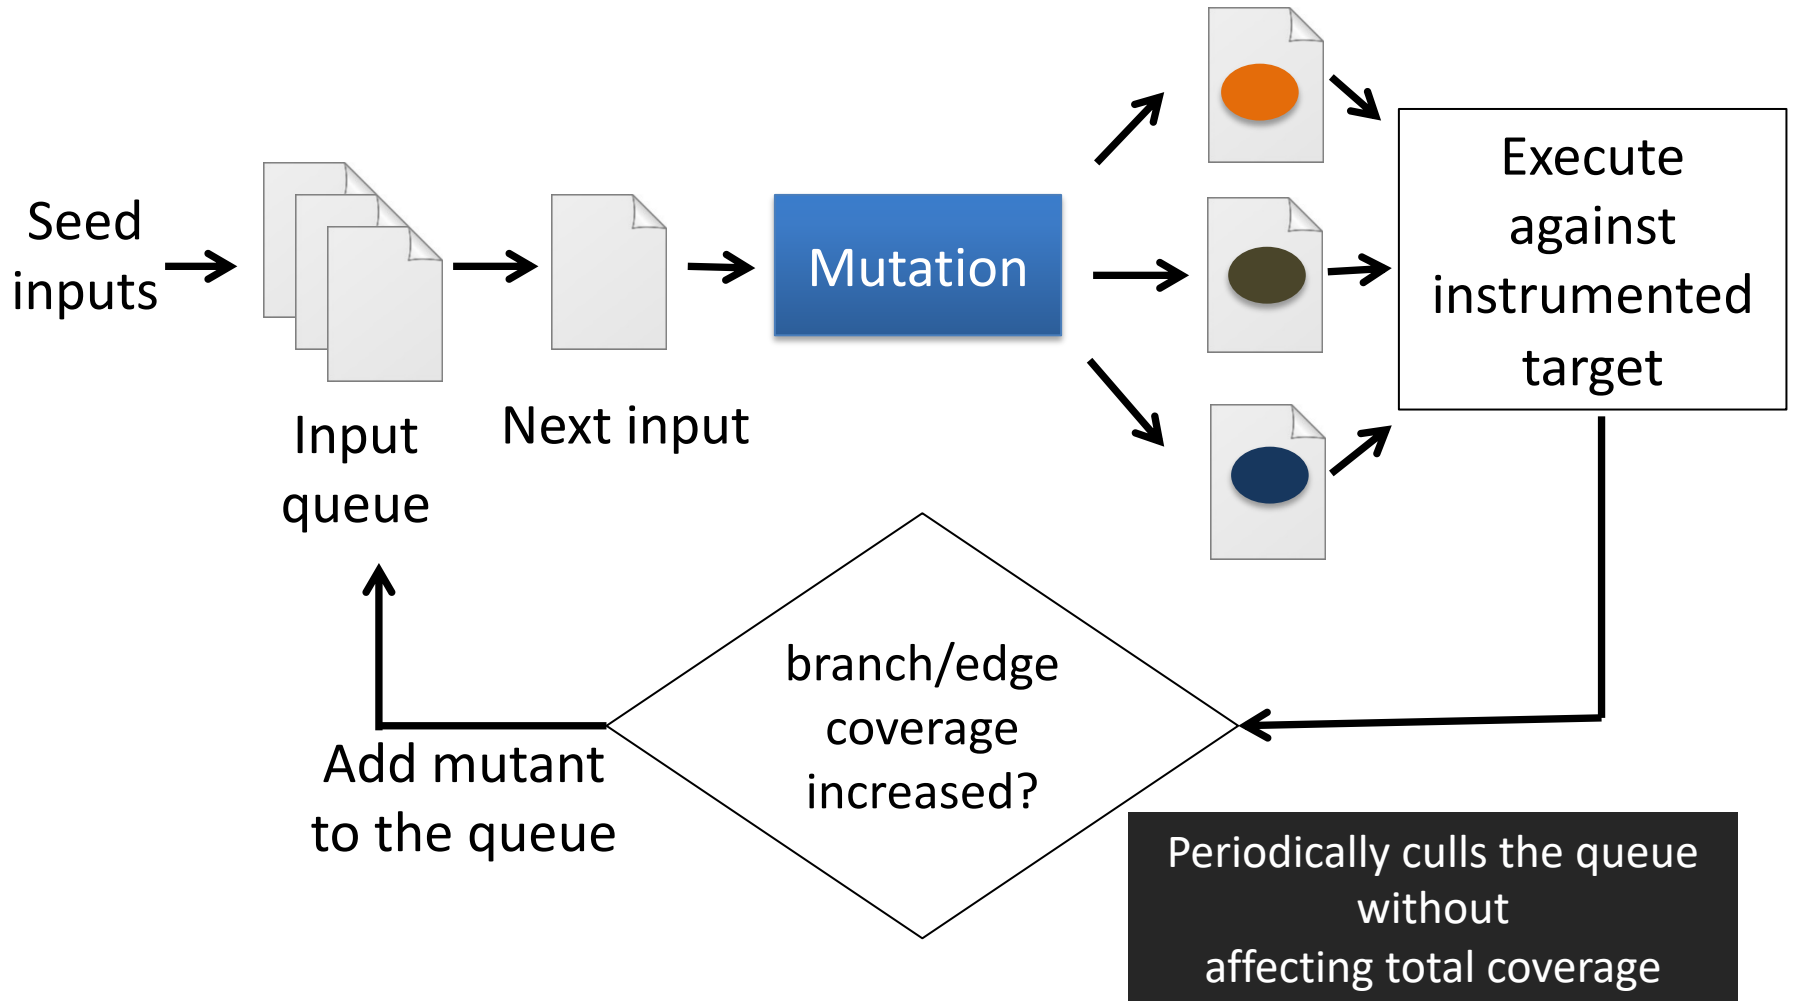 Seed
inputs
Input
queue
Next input
Mutation
Execute
against
instrumented
target
branch/edge
coverage
increased?
Add mutant
to the queue
Periodically culls the queue
without
affecting total coverage